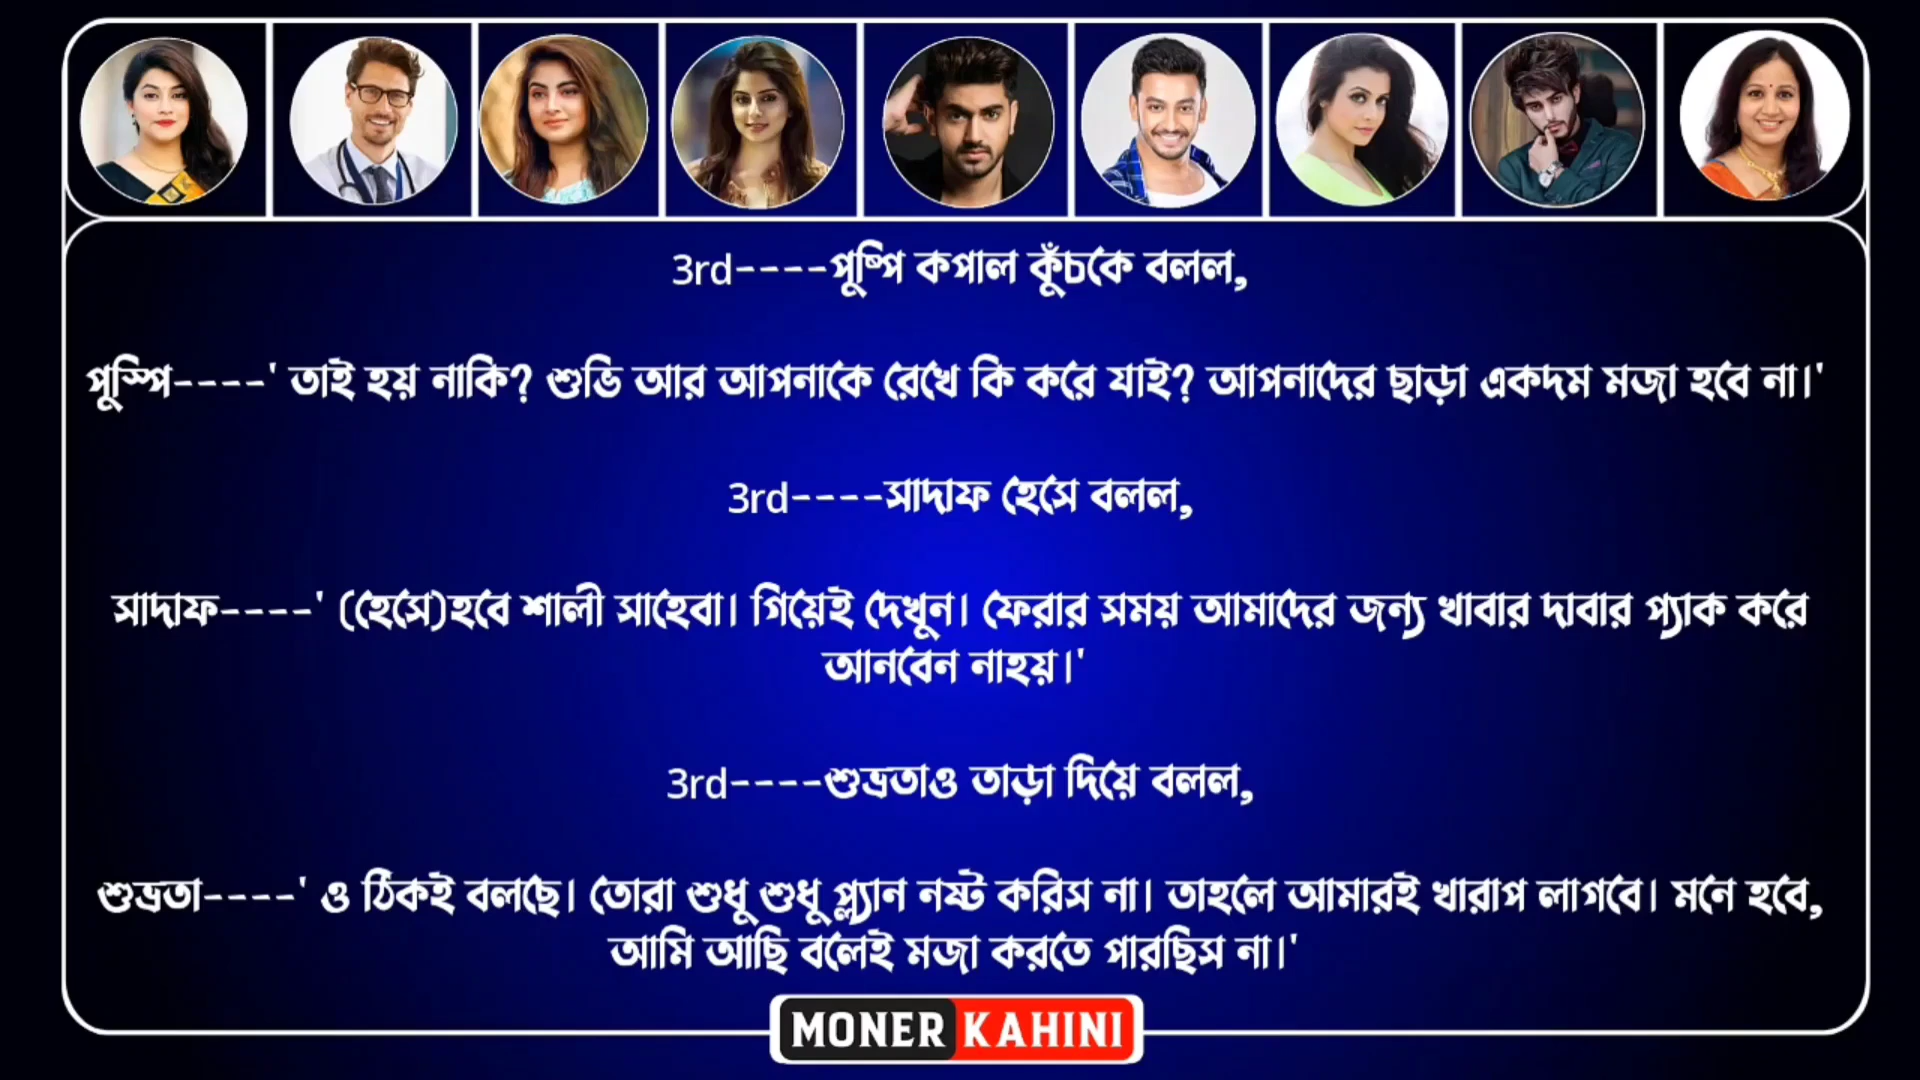 3rd----পুষ্পি কপাল কুঁচকে বলল,
পুস্পি----' তাই হয় নাকি? শুভি আর আপনাকে রেখে কি করে যাই? আপনাদের ছাড়া একদম মজা হবে না।'
3rd----সাদাফ হেসে বলল,
সাদাফ----' (হেসে)হবে শালী সাহেবা। গিয়েই দেখুন। ফেরার সময় আমাদের জন্য খাবার দাবার প্যাক করে
আনবেন নাহয়।'
3rd----শুভ্রতাও তাড়া দিয়ে বলল,
শুভ্রতা----' ও ঠিকই বলছে। তোরা শুধু শুধু প্ল্যান নষ্ট করিস না। তাহলে আমারই খারাপ লাগবে। মনে হবে,
আমি আছি বলেই মজা করতে পারছিস না।'
MONER KAHINI